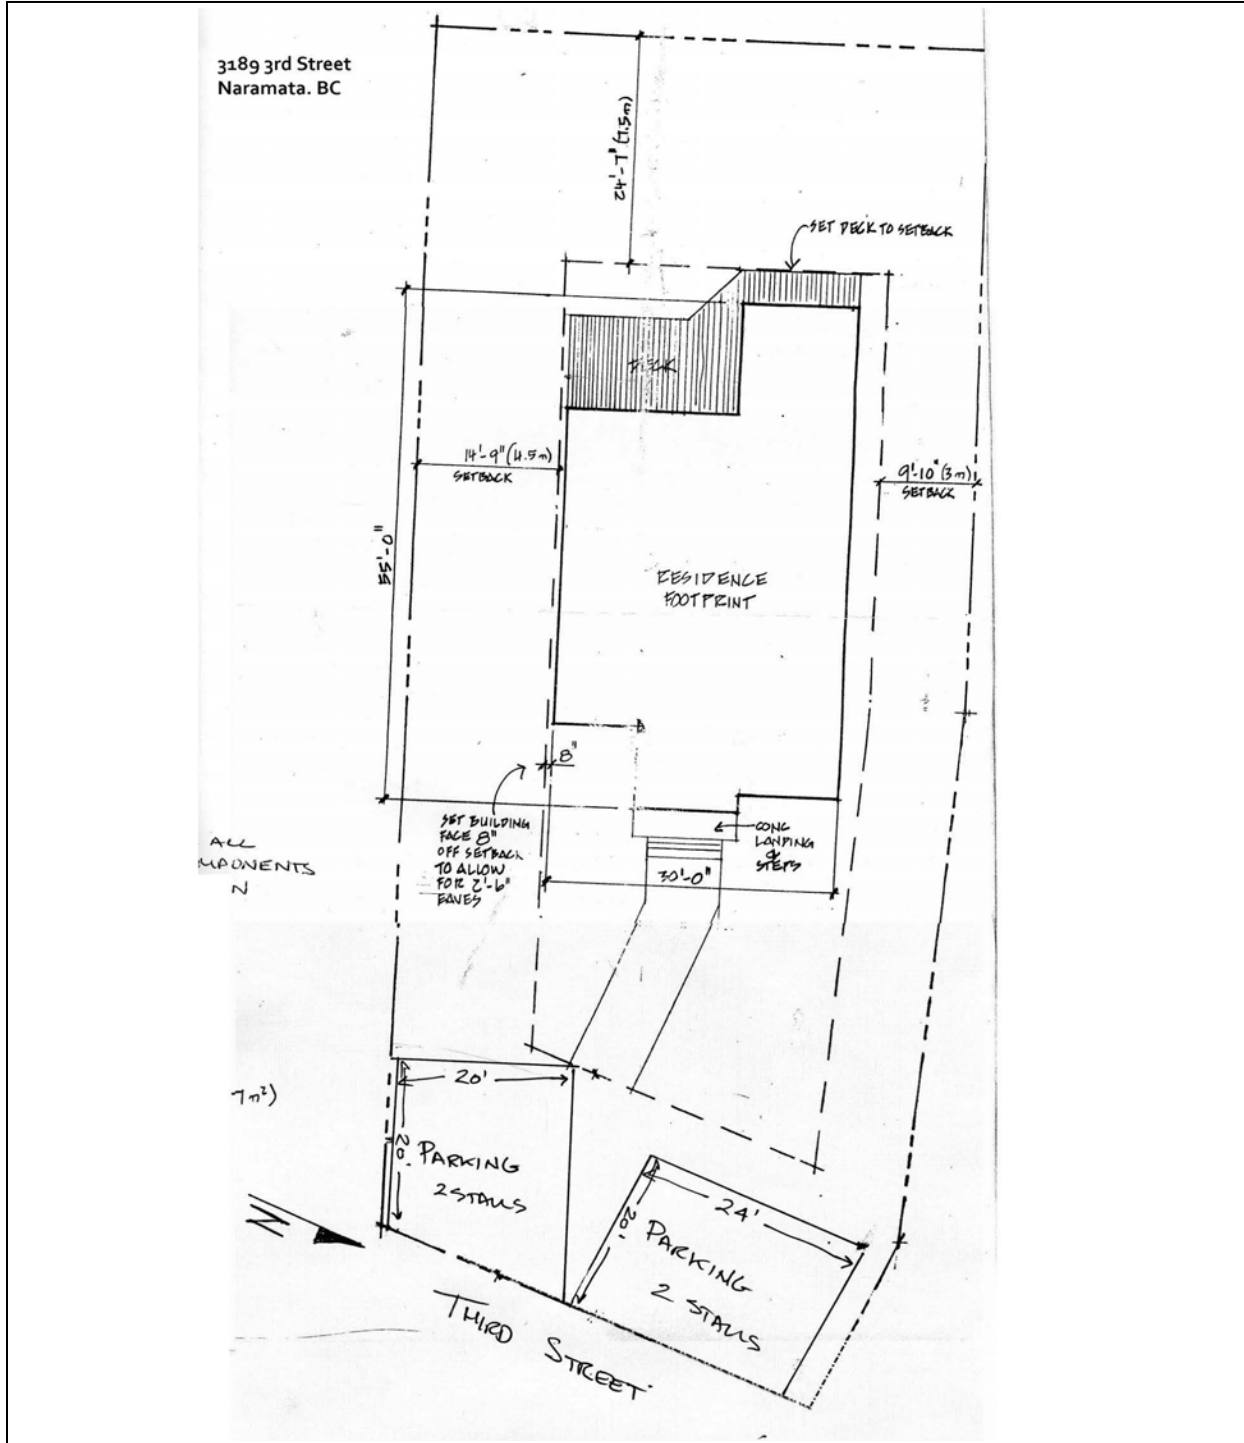 3189 3rd Street
Naramata. BC
24'-7" (7.5m)
SET DECK TO SETBACK
DECK
14'-9" (4.5m)
SETBACK
9'-10" (3m)
SETBACK
55'-0"
RESIDENCE
FOOTPRINT
8"
SET BUILDING
FACE 8"
OFF SETBACK
TO ALLOW
FOR 2'-6"
EAVES
CONC
LANDING
&
STEPS
30'-0"
ALL
MPONENTS
N
7m²)
20'
20'
PARKING
2 STALLS
24'
20'
PARKING
2 STALLS
N
THIRD STREET